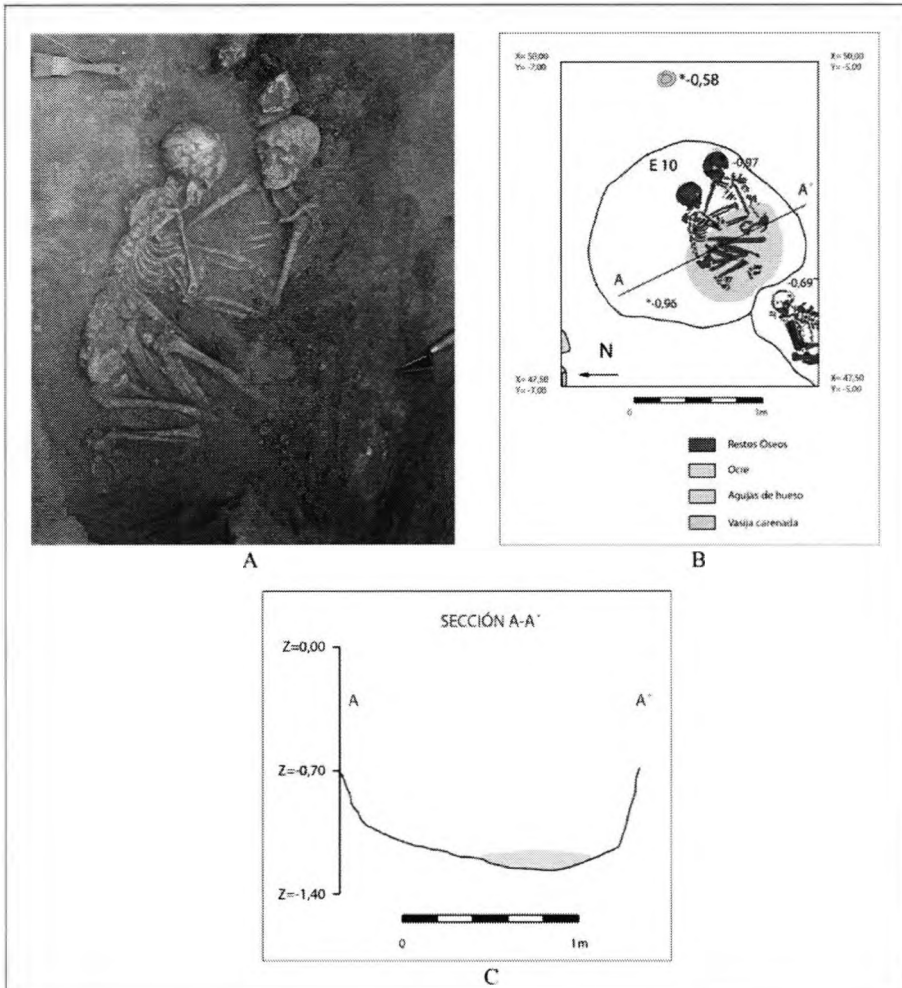 A
X= 50,00
Y= -7,00
X= 50,00
Y= -5,00
*-0,58
E 10
-0,97
A´
A
*-0,96
-0,69
N
X= 47,50
Y= -7,00
X= 47,50
Y= -5,00
0 1m
Restos Óseos
Ocre
Agujas de hueso
Vasija carenada
B
SECCIÓN A-A´
Z=0,00
A A´
Z=-0,70
Z=-1,40
0 1m
C